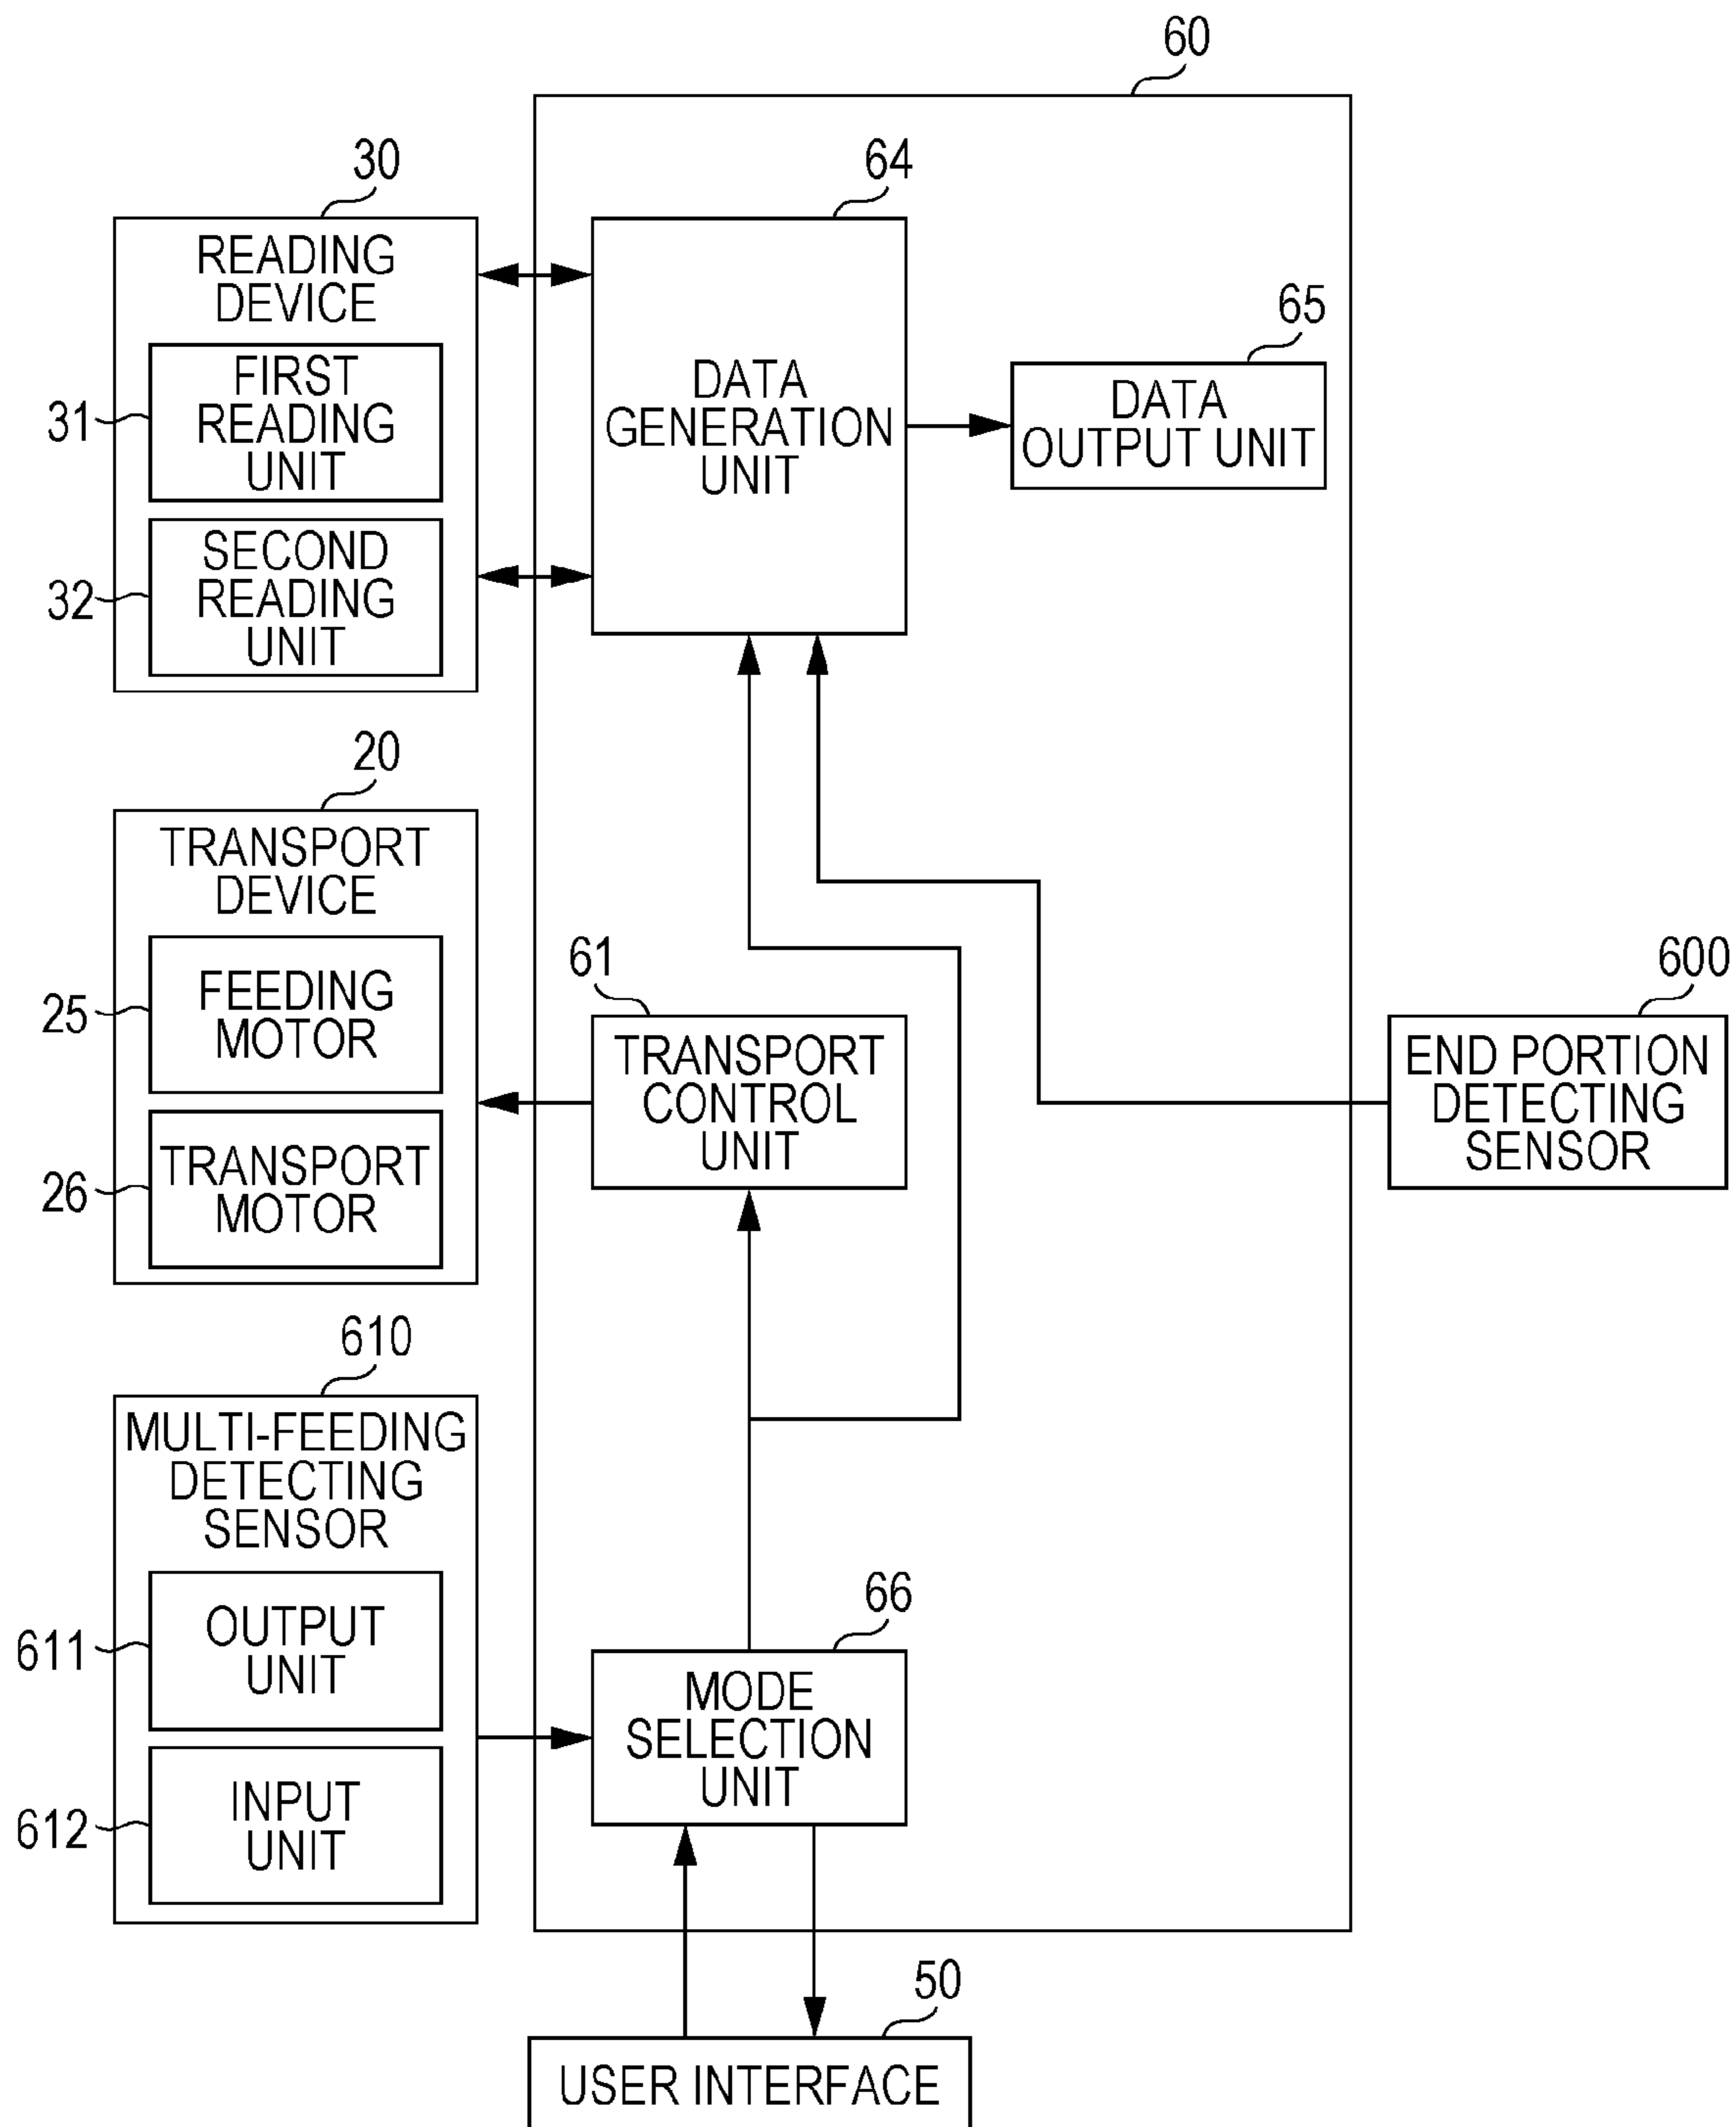 60
30
64
READING
DEVICE
65
FIRST
READING
UNIT
31
DATA
GENERATION
UNIT
DATA
OUTPUT UNIT
SECOND
READING
UNIT
32
20
TRANSPORT
DEVICE
61
600
FEEDING
MOTOR
25
TRANSPORT
CONTROL
UNIT
END PORTION
DETECTING
SENSOR
TRANSPORT
MOTOR
26
610
MULTI-FEEDING
DETECTING
SENSOR
66
OUTPUT
UNIT
611
MODE
SELECTION
UNIT
INPUT
UNIT
612
50
USER INTERFACE